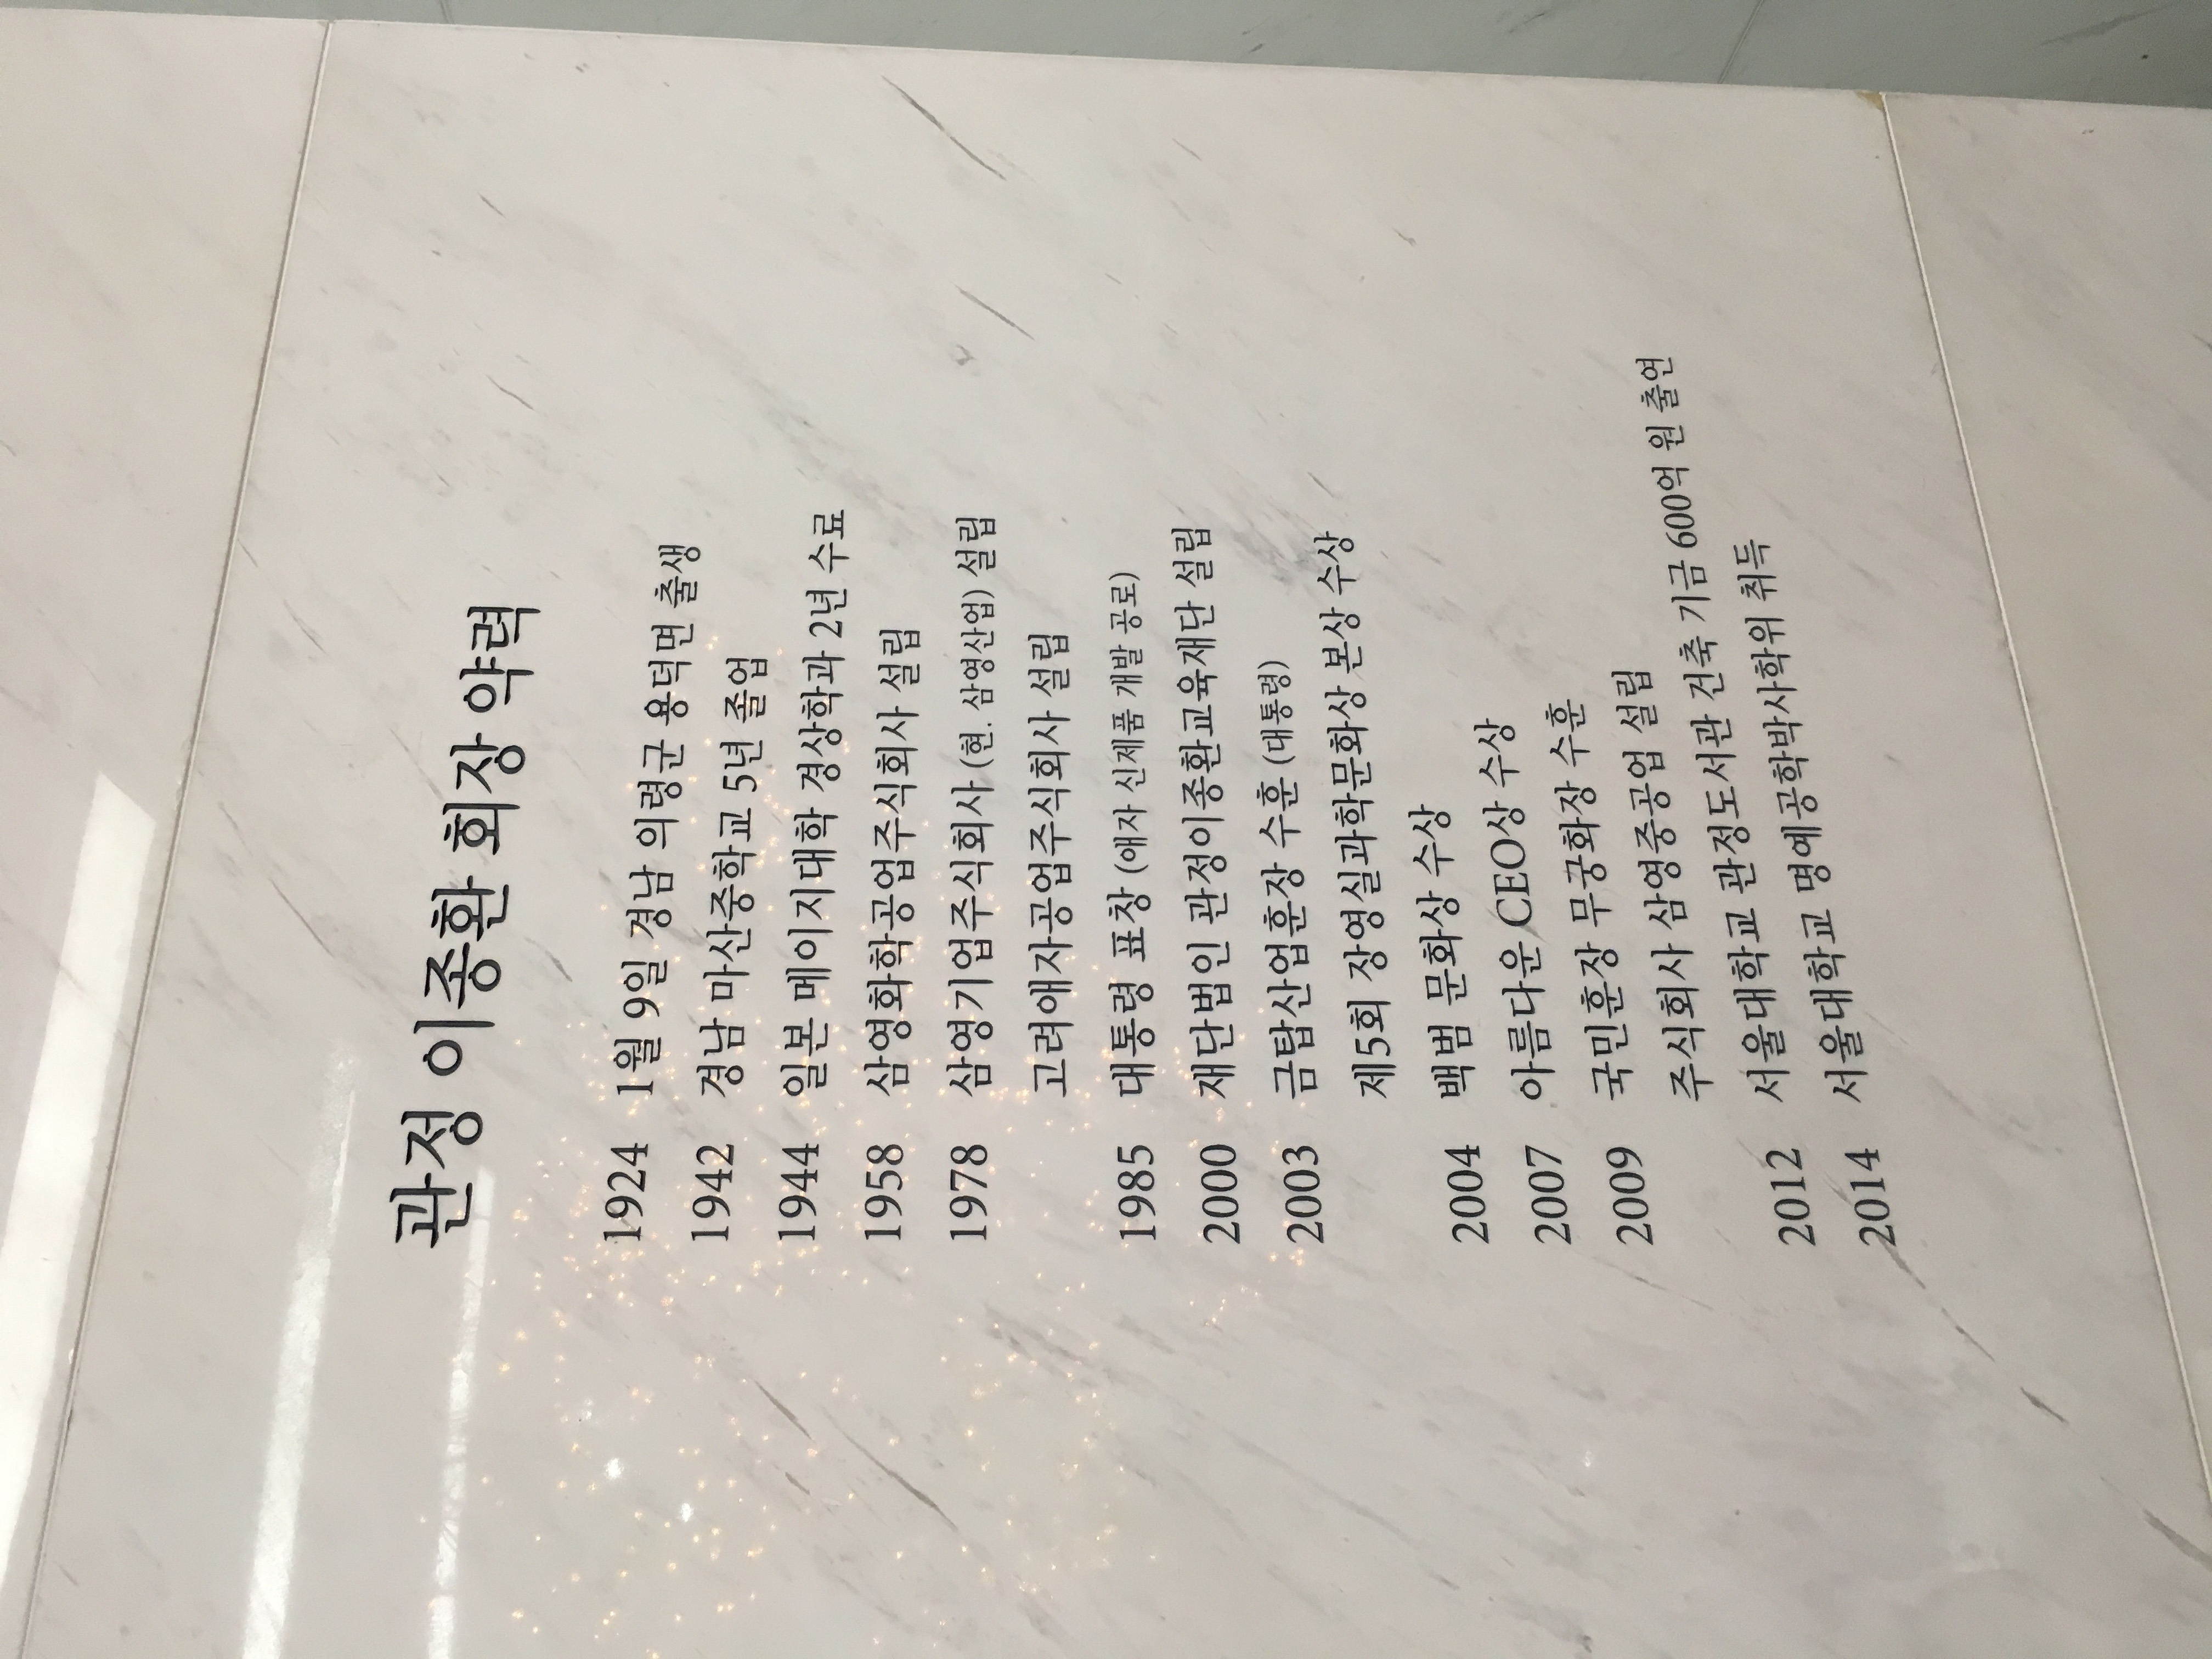 관정 이종환 회장 약력
1924 1월 9일 경남 의령군 용덕면 출생
1942 경남 마산중학교 5년 졸업
1944 일본 메이지대학 경상학과 2년 수료
1958 삼영화학공업주식회사 설립
1978 삼영기업주식회사 (현. 삼영산업) 설립
고려애자공업주식회사 설립
1985 대통령 표창 (애자 신제품 개발 공로)
2000 재단법인 관정이종환교육재단 설립
2003 금탑산업훈장 수훈 (대통령)
제5회 장영실과학문화상 본상 수상
2004 백범 문화상 수상
2007 아름다운 CEO상 수상
2009 국민훈장 무궁화장 수훈
주식회사 삼영중공업 설립
2012 서울대학교 관정도서관 건축 기금 600억 원 출연
2014 서울대학교 명예공학박사학위 취득